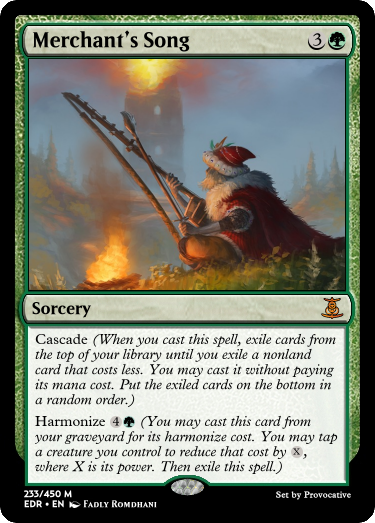 Merchant's Song 3
Sorcery
Cascade (When you cast this spell, exile cards from
the top of your library until you exile a nonland
card that costs less. You may cast it without paying
its mana cost. Put the exiled cards on the bottom in
a random order.)
Harmonize 4 (You may cast this card from
your graveyard for its harmonize cost. You may tap
a creature you control to reduce that cost by X,
where X is its power. Then exile this spell.)
233/450 M
Set by Provocative
EDR • EN Fadly Romdhani